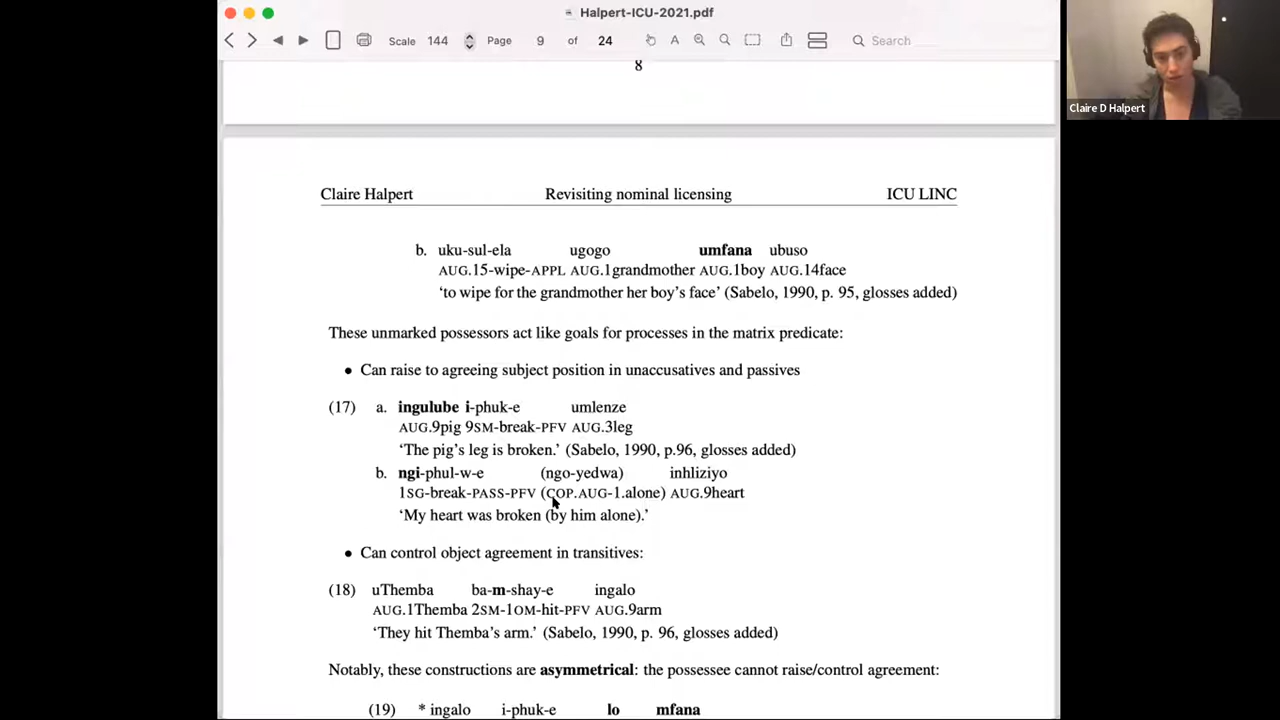 Halpert-ICU-2021.pdf
Scale 144 Page 9 of 24 Search
8
Claire D Halpert
Claire Halpert Revisiting nominal licensing ICU LINC
b. uku-sul-ela ugogo umfana ubuso
AUG.15-wipe-APPL AUG.1grandmother AUG.1boy AUG.14face
‘to wipe for the grandmother her boy’s face’ (Sabelo, 1990, p. 95, glosses added)
These unmarked possessors act like goals for processes in the matrix predicate:
• Can raise to agreeing subject position in unaccusatives and passives
(17) a. ingulube i-phuk-e umlenze
AUG.9pig 9SM-break-PFV AUG.3leg
‘The pig’s leg is broken.’ (Sabelo, 1990, p.96, glosses added)
b. ngi-phul-w-e (ngo-yedwa) inhliziyo
1SG-break-PASS-PFV (COP.AUG-1.alone) AUG.9heart
‘My heart was broken (by him alone).’
• Can control object agreement in transitives:
(18) uThemba ba-m-shay-e ingalo
AUG.1Themba 2SM-1OM-hit-PFV AUG.9arm
‘They hit Themba’s arm.’ (Sabelo, 1990, p. 96, glosses added)
Notably, these constructions are asymmetrical: the possessee cannot raise/control agreement:
(19) * ingalo i-phuk-e lo mfana